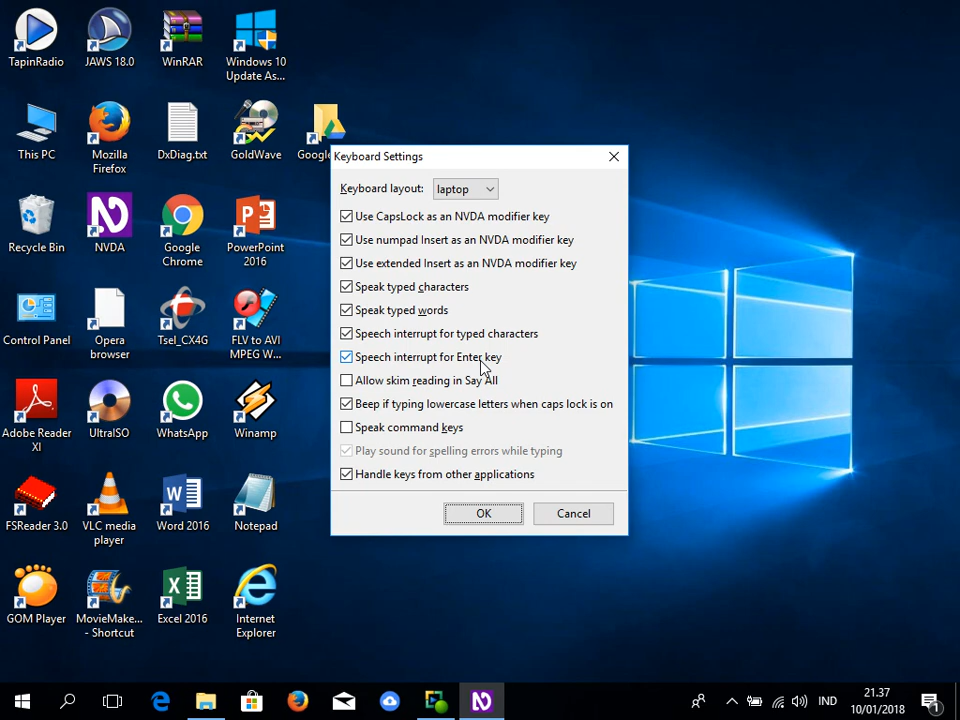 TapinRadio
JAWS 18.0
WinRAR
Windows 10
Update As...
This PC
Mozilla
Firefox
DxDiag.txt
GoldWave
Recycle Bin
NVDA
Google
Chrome
PowerPoint
2016
Control Panel
Opera
browser
Tsel_CX4G
FLV to AVI
MPEG W...
Adobe Reader
XI
UltraISO
WhatsApp
Winamp
FSReader 3.0
VLC media
player
Word 2016
Notepad
GOM Player
MovieMake...
- Shortcut
Excel 2016
Internet
Explorer
Keyboard Settings
Keyboard layout:
laptop
Use CapsLock as an NVDA modifier key
Use numpad Insert as an NVDA modifier key
Use extended Insert as an NVDA modifier key
Speak typed characters
Speak typed words
Speech interrupt for typed characters
Speech interrupt for Enter key
Allow skim reading in Say All
Beep if typing lowercase letters when caps lock is on
Speak command keys
Play sound for spelling errors while typing
Handle keys from other applications
OK
Cancel
IND
21.37
10/01/2018
1